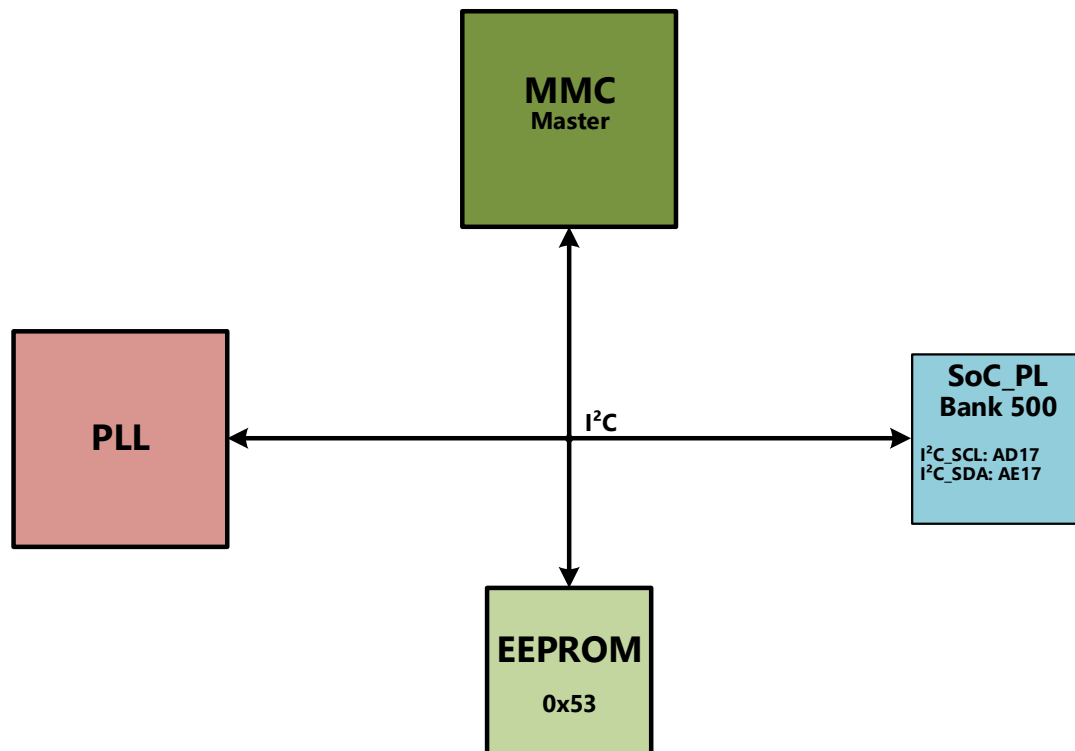 MMC
Master
PLL
I²C
SoC_PL
Bank 500
I²C_SCL: AD17
I²C_SDA: AE17
EEPROM
0x53